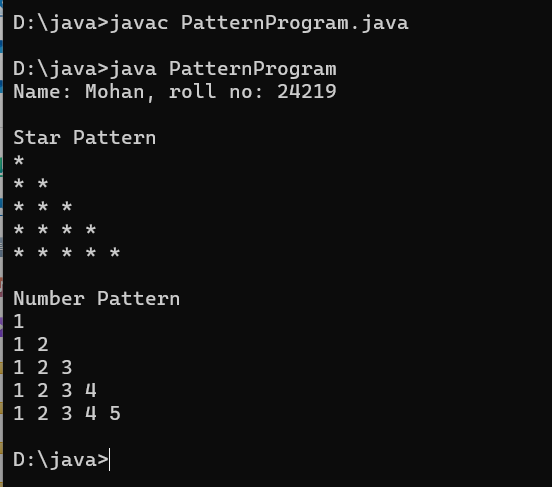 D:\java>javac PatternProgram.java
D:\java>java PatternProgram
Name: Mohan, roll no: 24219
Star Pattern
*
* *
* * *
* * * *
* * * * *
Number Pattern
1
1 2
1 2 3
1 2 3 4
1 2 3 4 5
D:\java>